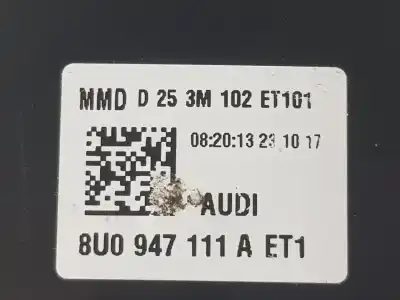 MMD D 25 3M 102 ET101
08:20:13 23 10 17
AUDI
8U0 947 111 A ET1